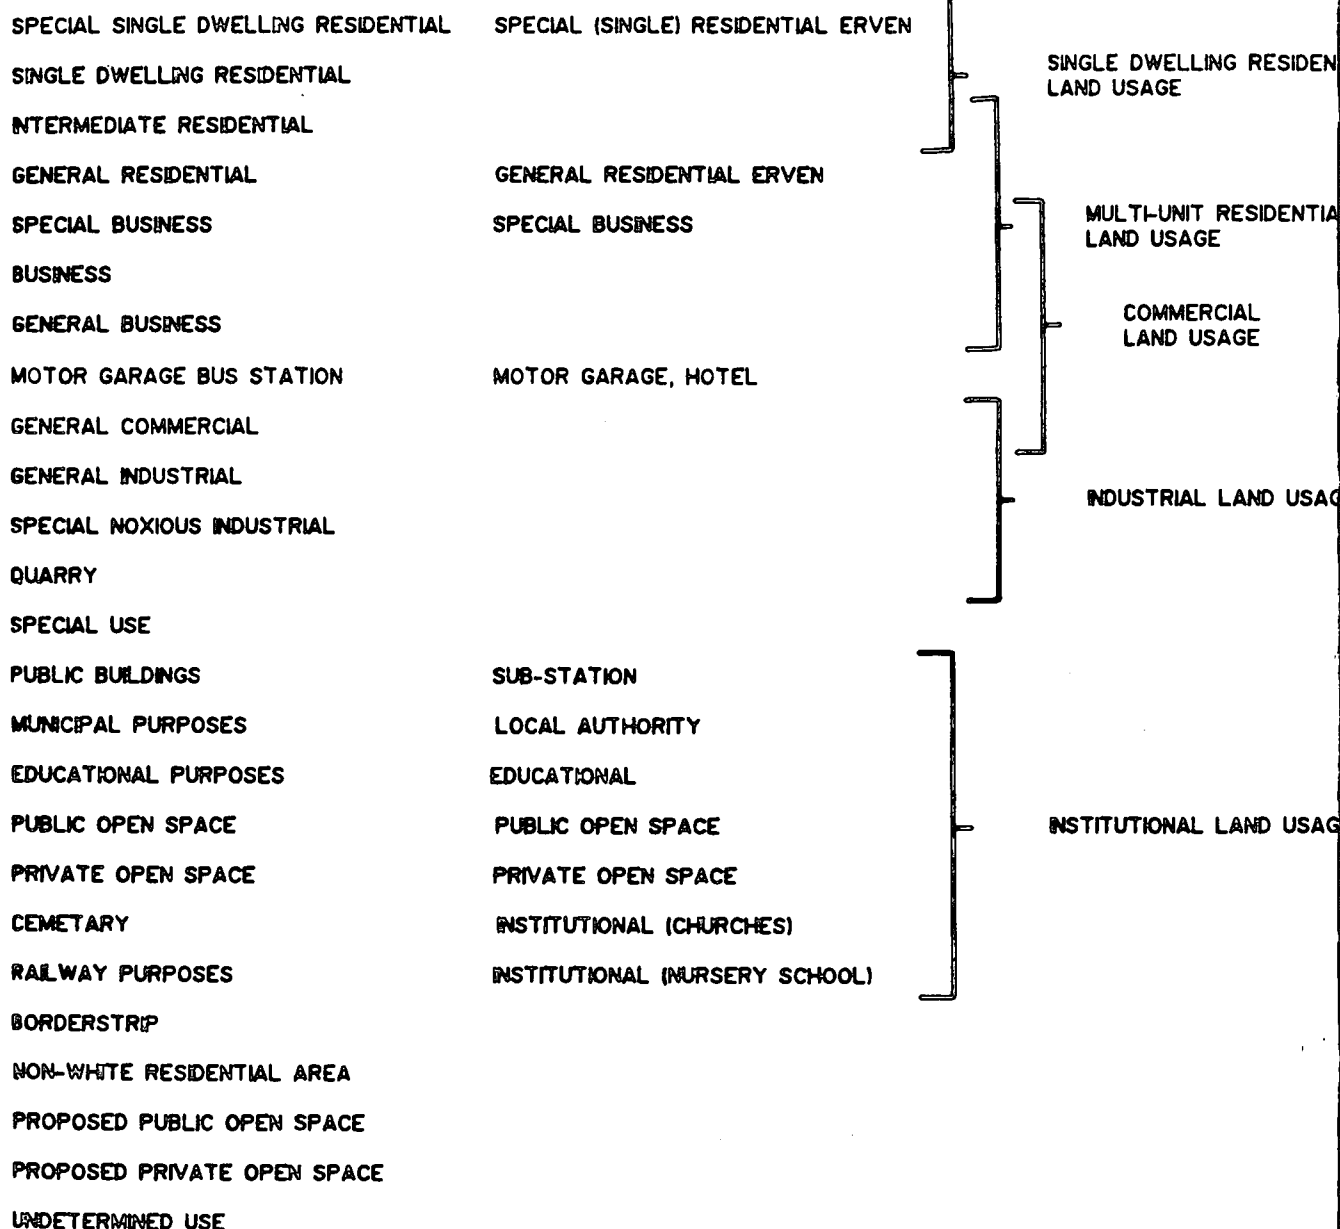 SPECIAL SINGLE DWELLING RESIDENTIAL SPECIAL (SINGLE) RESIDENTIAL ERVEN
SINGLE DWELLING RESIDEN
SINGLE DWELLING RESIDENTIAL
LAND USAGE
INTERMEDIATE RESIDENTIAL
GENERAL RESIDENTIAL GENERAL RESIDENTIAL ERVEN
MULTI-UNIT RESIDENTIA
SPECIAL BUSINESS SPECIAL BUSINESS
LAND USAGE
BUSINESS
COMMERCIAL
GENERAL BUSINESS
LAND USAGE
MOTOR GARAGE BUS STATION MOTOR GARAGE, HOTEL
GENERAL COMMERCIAL
GENERAL INDUSTRIAL
INDUSTRIAL LAND USAG
SPECIAL NOXIOUS INDUSTRIAL
QUARRY
SPECIAL USE
PUBLIC BUILDINGS SUB-STATION
MUNICIPAL PURPOSES LOCAL AUTHORITY
EDUCATIONAL PURPOSES EDUCATIONAL
PUBLIC OPEN SPACE PUBLIC OPEN SPACE INSTITUTIONAL LAND USAG
PRIVATE OPEN SPACE PRIVATE OPEN SPACE
CEMETARY INSTITUTIONAL (CHURCHES)
RAILWAY PURPOSES INSTITUTIONAL (NURSERY SCHOOL)
BORDERSTRIP
NON-WHITE RESIDENTIAL AREA
PROPOSED PUBLIC OPEN SPACE
PROPOSED PRIVATE OPEN SPACE
UNDETERMINED USE